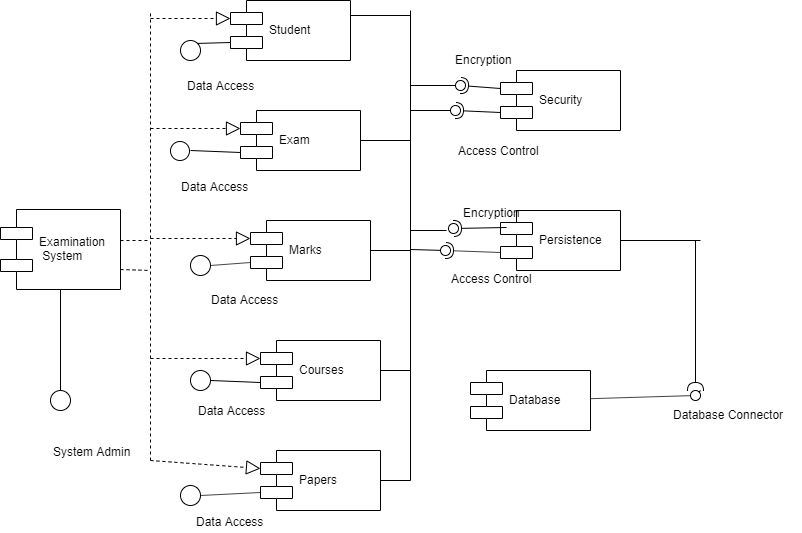 Student
Data Access
Encryption
Security
Access Control
Exam
Data Access
Examination
System
Marks
Data Access
Encryption
Persistence
Access Control
Courses
Data Access
Database
Database Connector
System Admin
Papers
Data Access